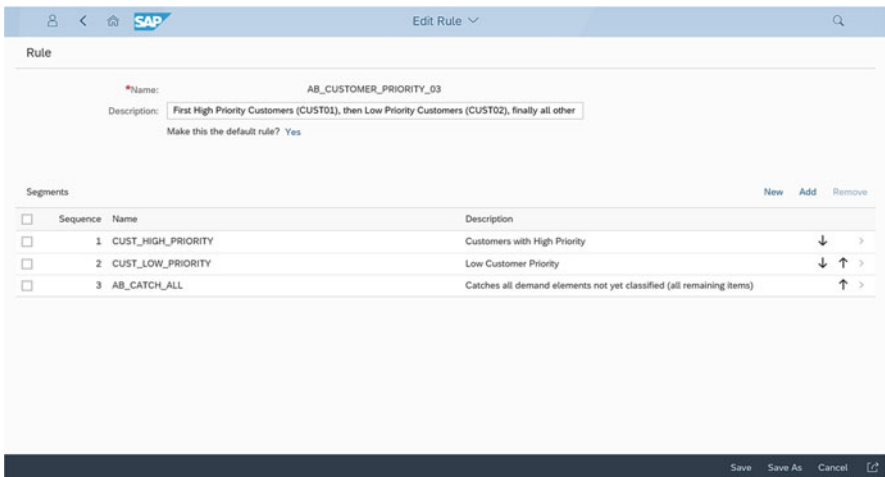 SAP
Edit Rule
Rule
*Name: AB_CUSTOMER_PRIORITY_03
Description: First High Priority Customers (CUST01), then Low Priority Customers (CUST02), finally all other
Make this the default rule? Yes
Segments New Add Remove
Sequence Name Description
1 CUST_HIGH_PRIORITY Customers with High Priority
2 CUST_LOW_PRIORITY Low Customer Priority
3 AB_CATCH_ALL Catches all demand elements not yet classified (all remaining items)
Save Save As Cancel